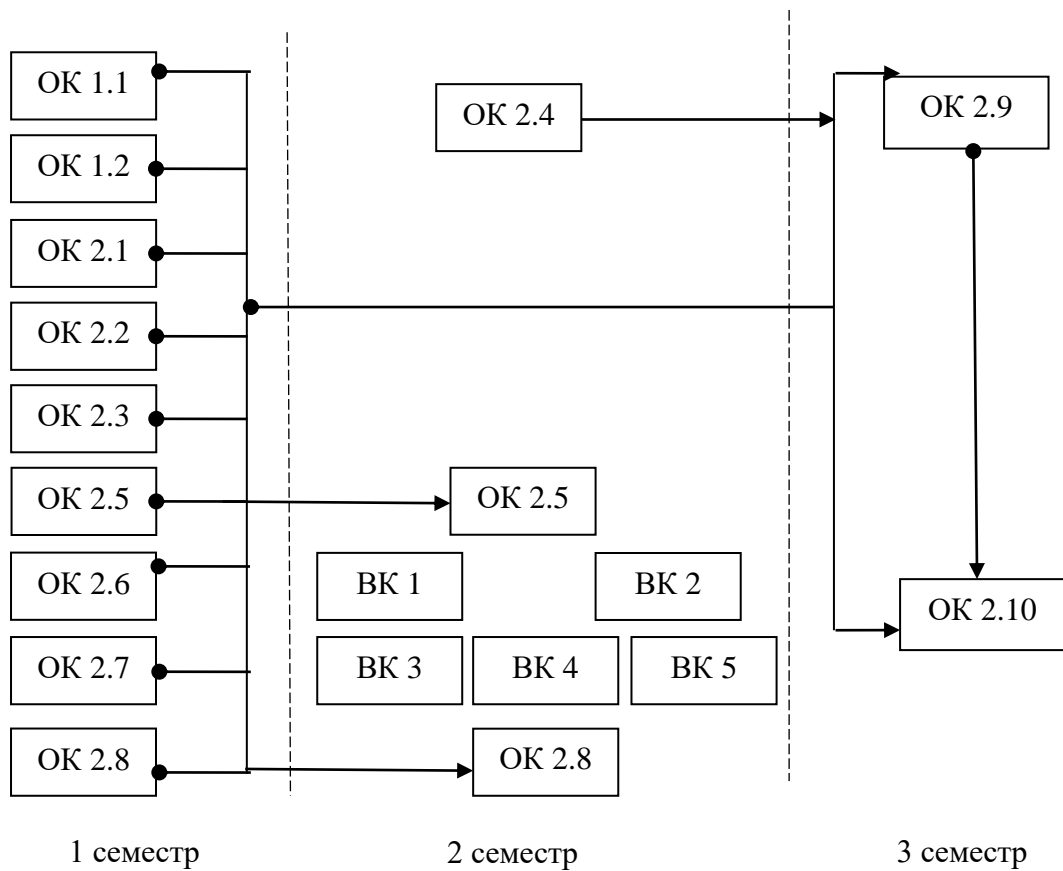 ОК 1.1
ОК 1.2
ОК 2.1
ОК 2.2
ОК 2.3
ОК 2.5
ОК 2.6
ОК 2.7
ОК 2.8
ОК 2.4
ОК 2.5
ВК 1
ВК 2
ВК 3
ВК 4
ВК 5
ОК 2.8
ОК 2.9
ОК 2.10
1 семестр
2 семестр
3 семестр